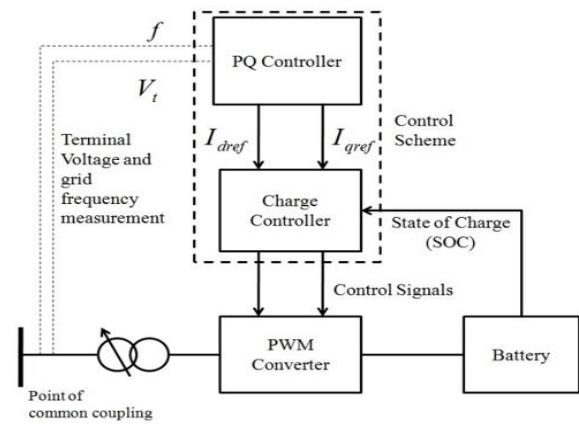 f
PQ Controller
V_t
I_dref
I_qref
Control
Scheme
Terminal
Voltage and
grid
frequency
measurement
Charge
Controller
State of Charge
(SOC)
Control Signals
PWM
Converter
Battery
Point of
common coupling